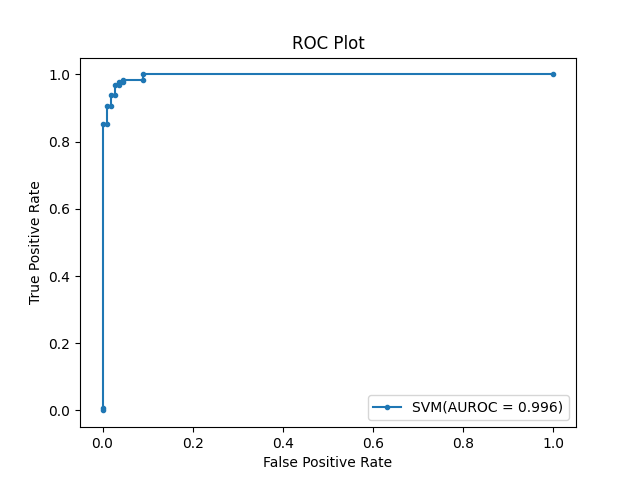 ROC Plot
1.0
0.8
0.6
0.4
0.2
0.0
True Positive Rate
SVM(AUROC = 0.996)
0.0 0.2 0.4 0.6 0.8 1.0
False Positive Rate